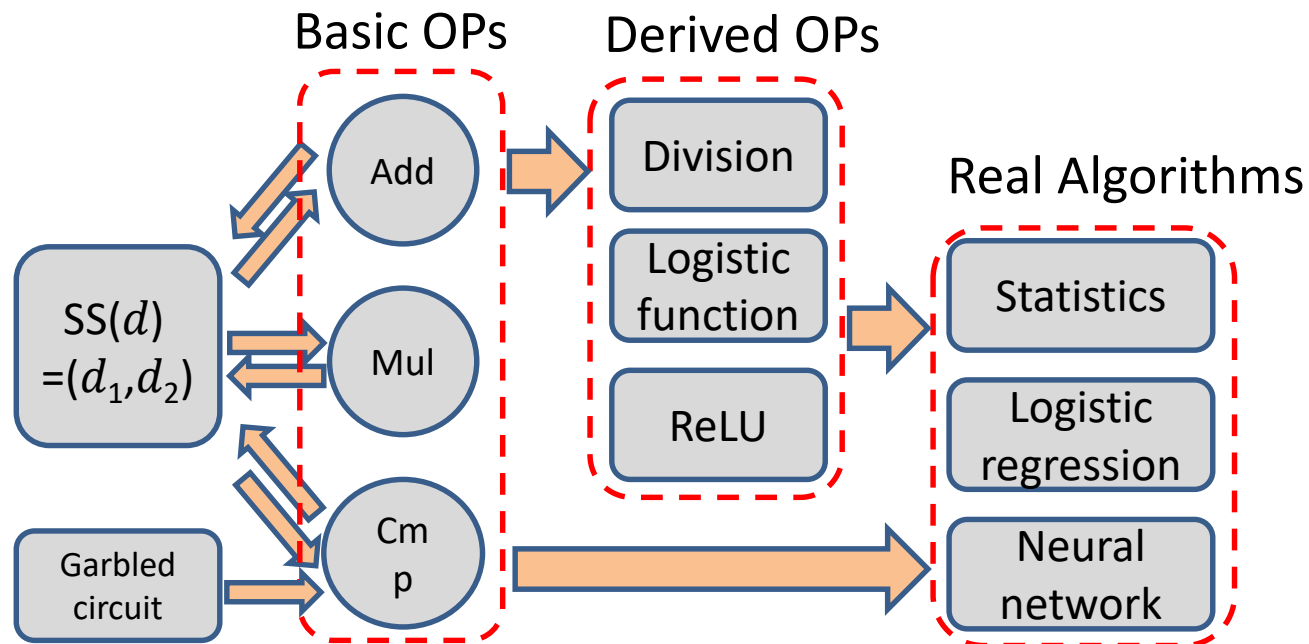 Basic OPs
Derived OPs
Real Algorithms
SS(d)
=(d₁,d₂)
Garbled
circuit
Add
Mul
Cm
p
Division
Logistic
function
ReLU
Statistics
Logistic
regression
Neural
network